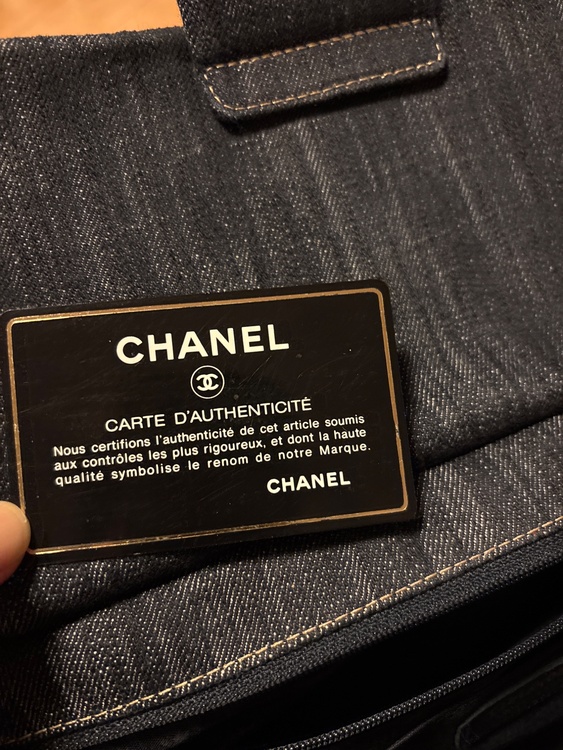 CHANEL
CARTE D'AUTHENTICITÉ
Nous certifions l'authenticité de cet article soumis
aux contrôles les plus rigoureux, et dont la haute
qualité symbolise le renom de notre Marque.
CHANEL